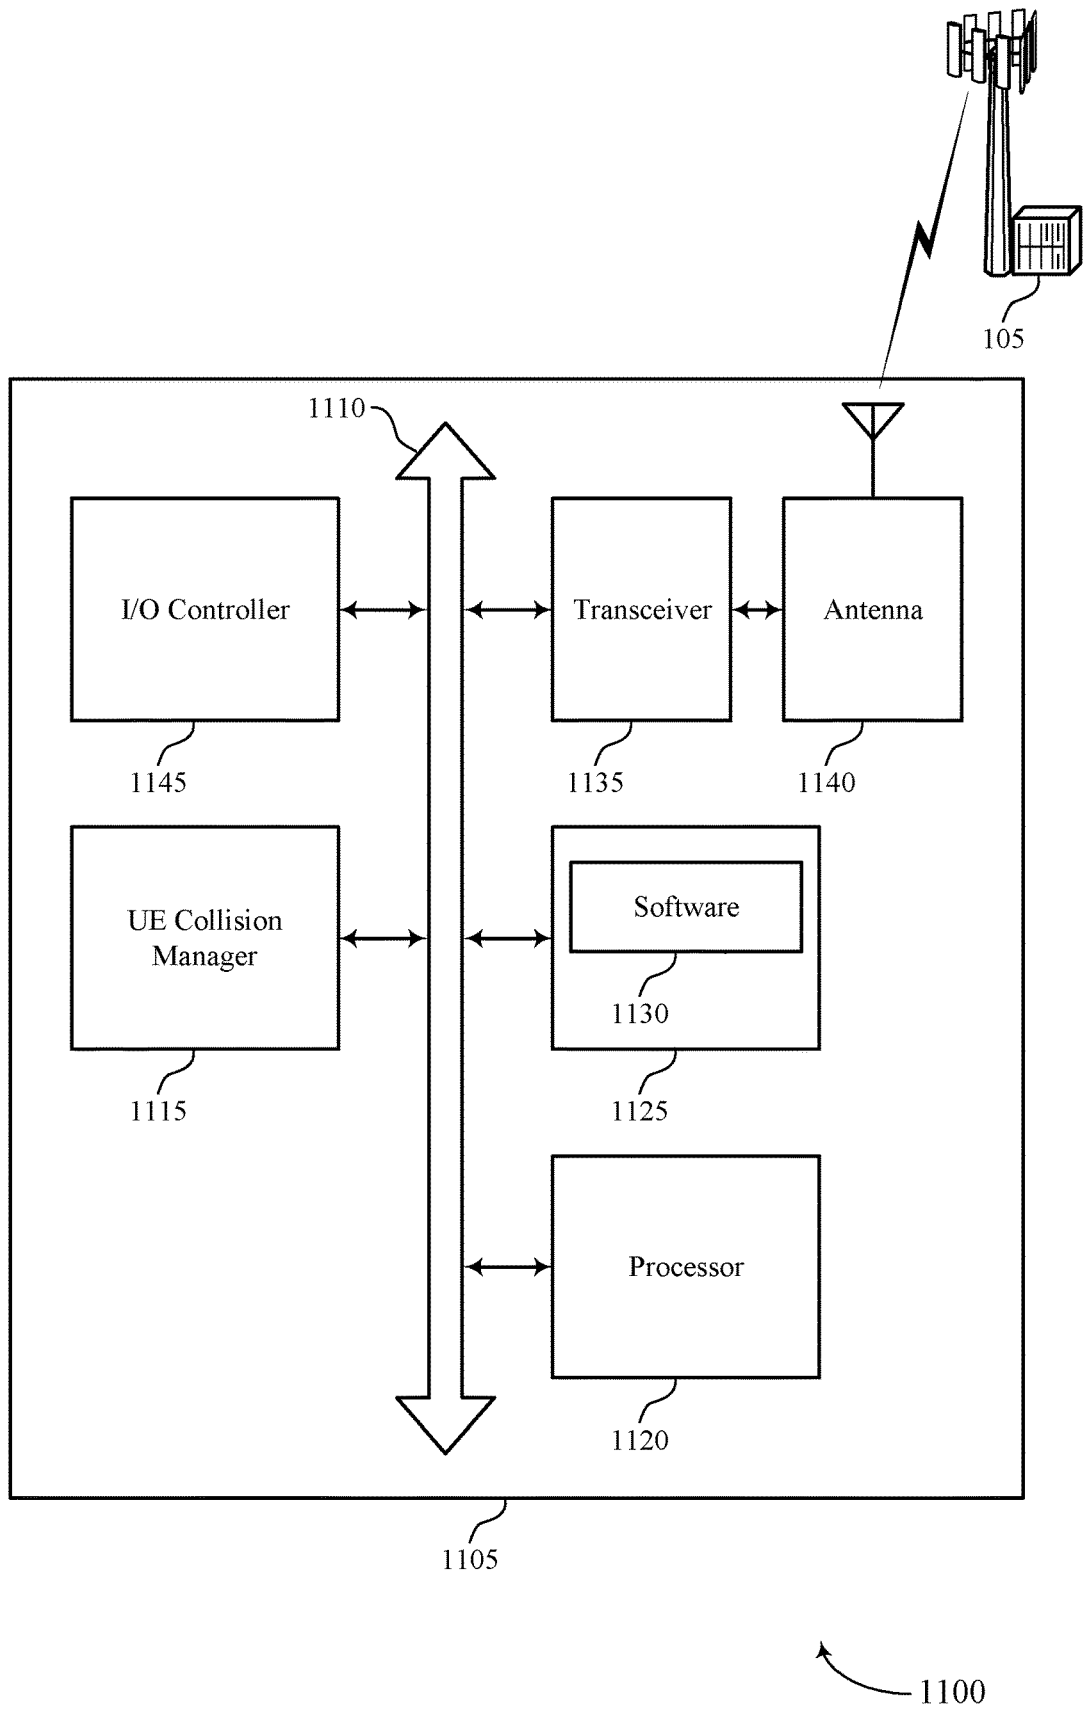 105
1110
I/O Controller
Transceiver
Antenna
1145
1135
1140
UE Collision
Manager
Software
1130
1115
1125
Processor
1120
1105
1100